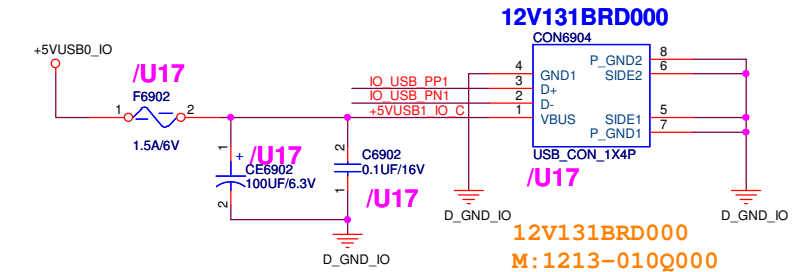 12V131BRD000
CON6904
+5VUSB0_IO
/U17
F6902
1 2
1.5A/6V
IO_USB_PP1
IO_USB_PN1
+5VUSB1_IO_C
4 GND1
3 D+
2 D-
1 VBUS
P_GND2 8
SIDE2 6
SIDE1 5
P_GND1 7
USB_CON_1X4P
/U17
1
+
/U17
CE6902
100UF/6.3V
2
2
C6902
0.1UF/16V
1
/U17
D_GND_IO
D_GND_IO
D_GND_IO
12V131BRD000
M:1213-010Q000